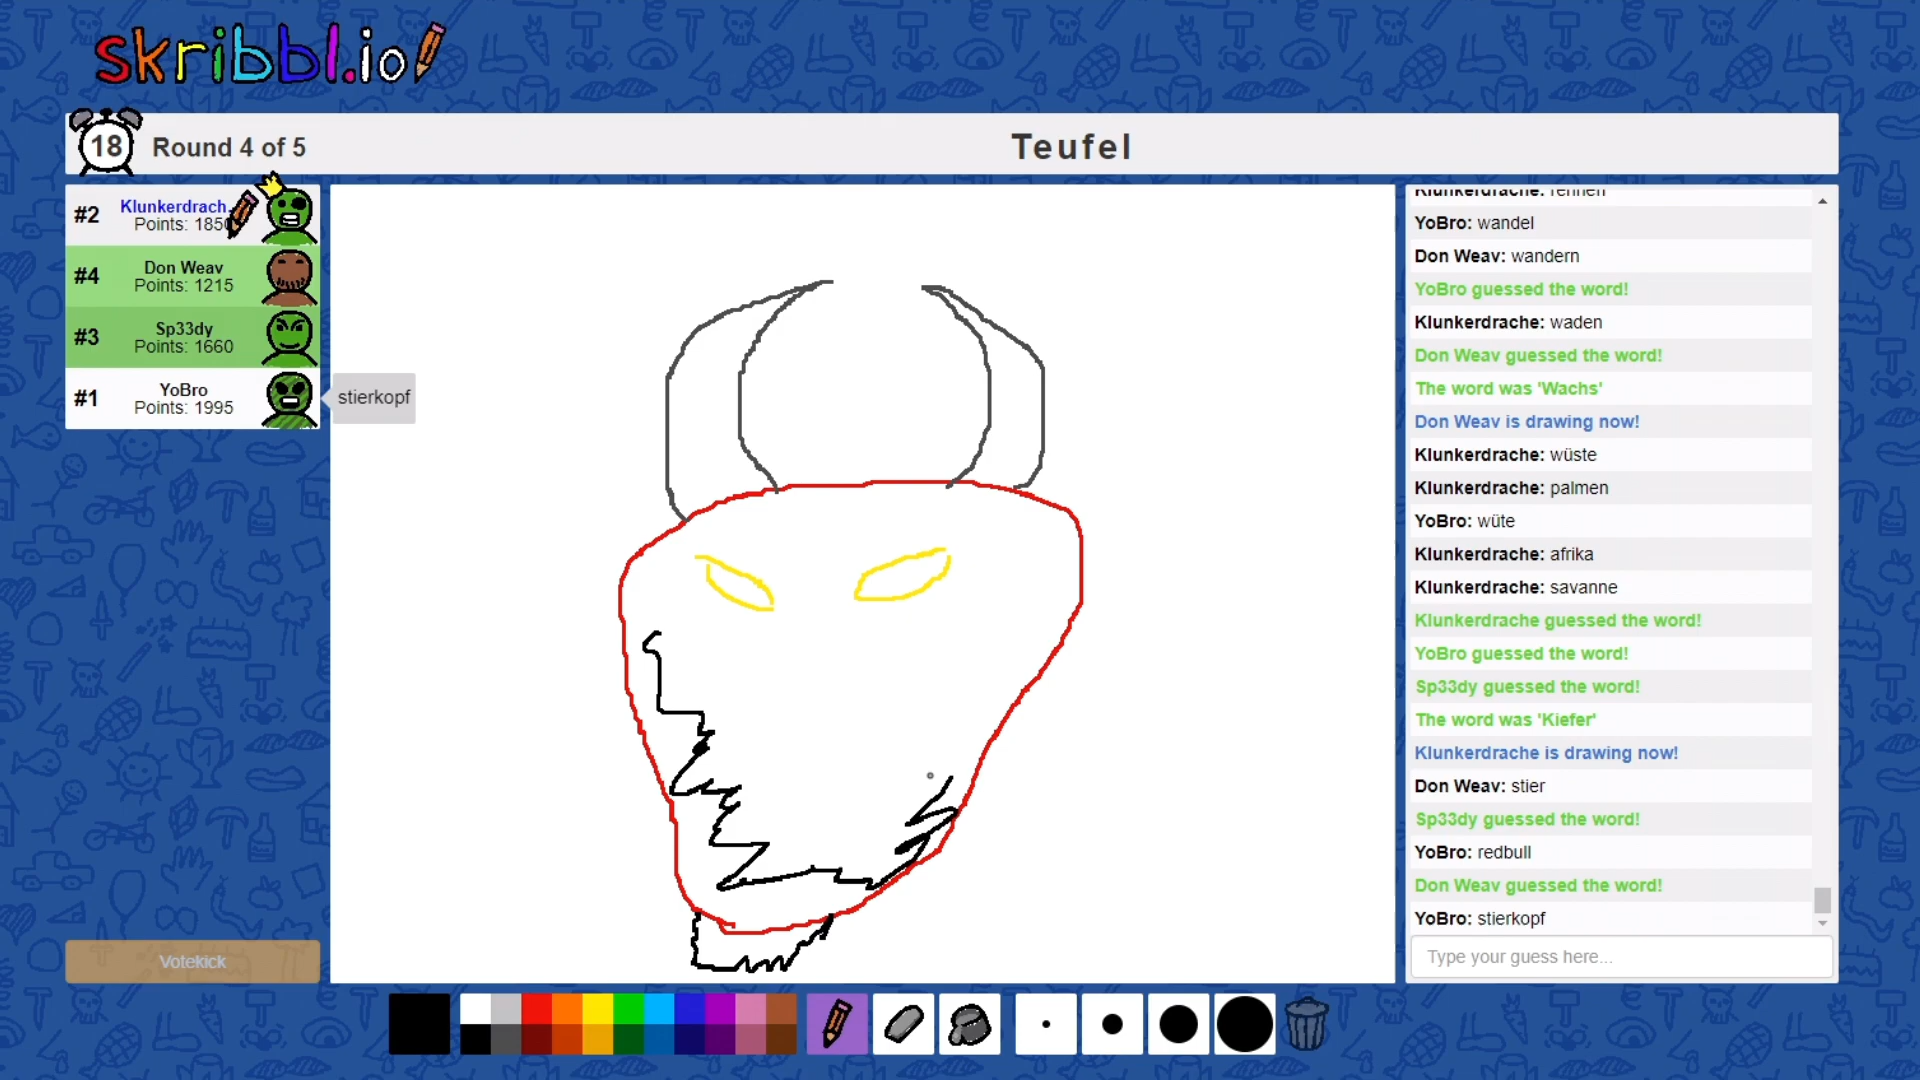 skribbl.io
18
Round 4 of 5
Teufel
#2
Klunkerdrach
Points: 1850
#4
Don Weav
Points: 1215
#3
Sp33dy
Points: 1660
#1
YoBro
Points: 1995
stierkopf
Votekick
Klunkerdrache: rennen
YoBro: wandel
Don Weav: wandern
YoBro guessed the word!
Klunkerdrache: waden
Don Weav guessed the word!
The word was 'Wachs'
Don Weav is drawing now!
Klunkerdrache: wüste
Klunkerdrache: palmen
YoBro: wüte
Klunkerdrache: afrika
Klunkerdrache: savanne
Klunkerdrache guessed the word!
YoBro guessed the word!
Sp33dy guessed the word!
The word was 'Kiefer'
Klunkerdrache is drawing now!
Don Weav: stier
Sp33dy guessed the word!
YoBro: redbull
Don Weav guessed the word!
YoBro: stierkopf
Type your guess here...